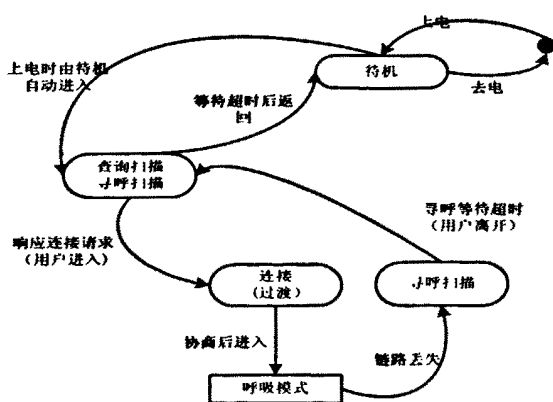 上电
待机
去电
上电时由待机
自动进入
等待超时后返
回
查询扫描
寻呼扫描
寻呼等待超时
（用户离开）
响应连接请求
（用户进入）
连接
（过渡）
寻呼扫描
协商后进入
链路丢失
呼吸模式